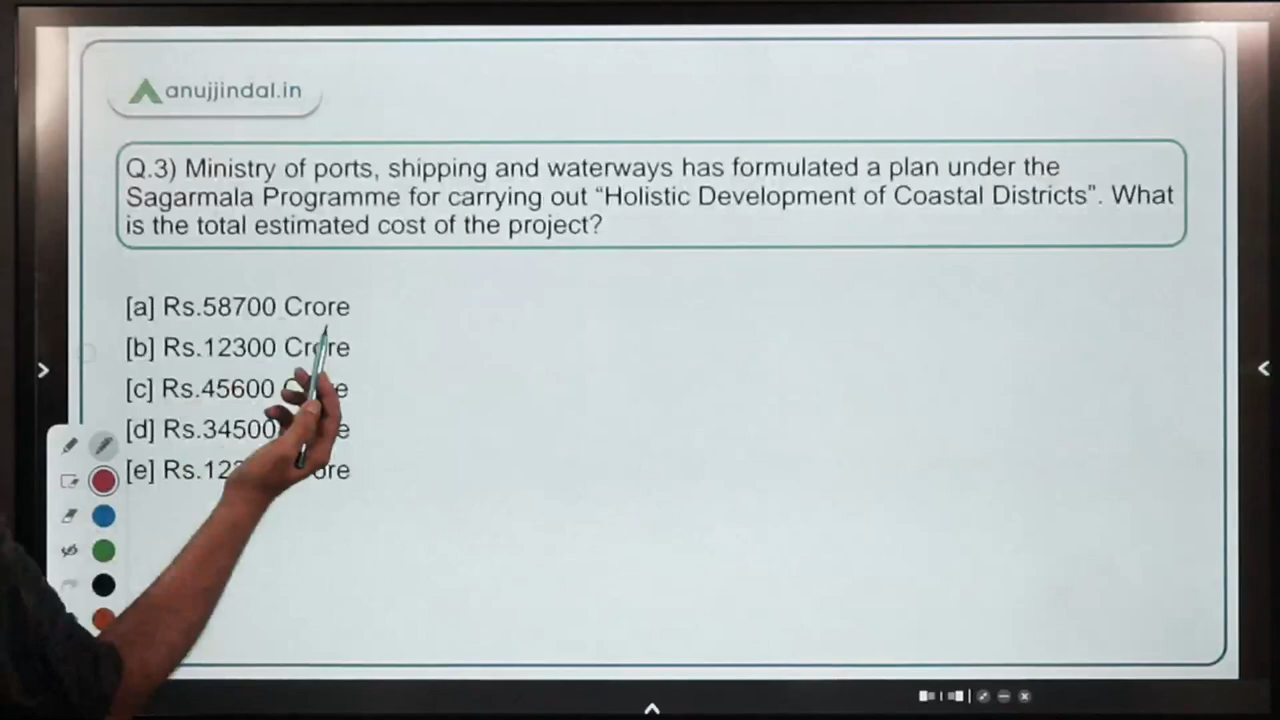 anujjindal.in
Q.3) Ministry of ports, shipping and waterways has formulated a plan under the
Sagarmala Programme for carrying out “Holistic Development of Coastal Districts”. What
is the total estimated cost of the project?
[a] Rs.58700 Crore
[b] Rs.12300 Crore
[c] Rs.45600
[d] Rs.34500
[e]